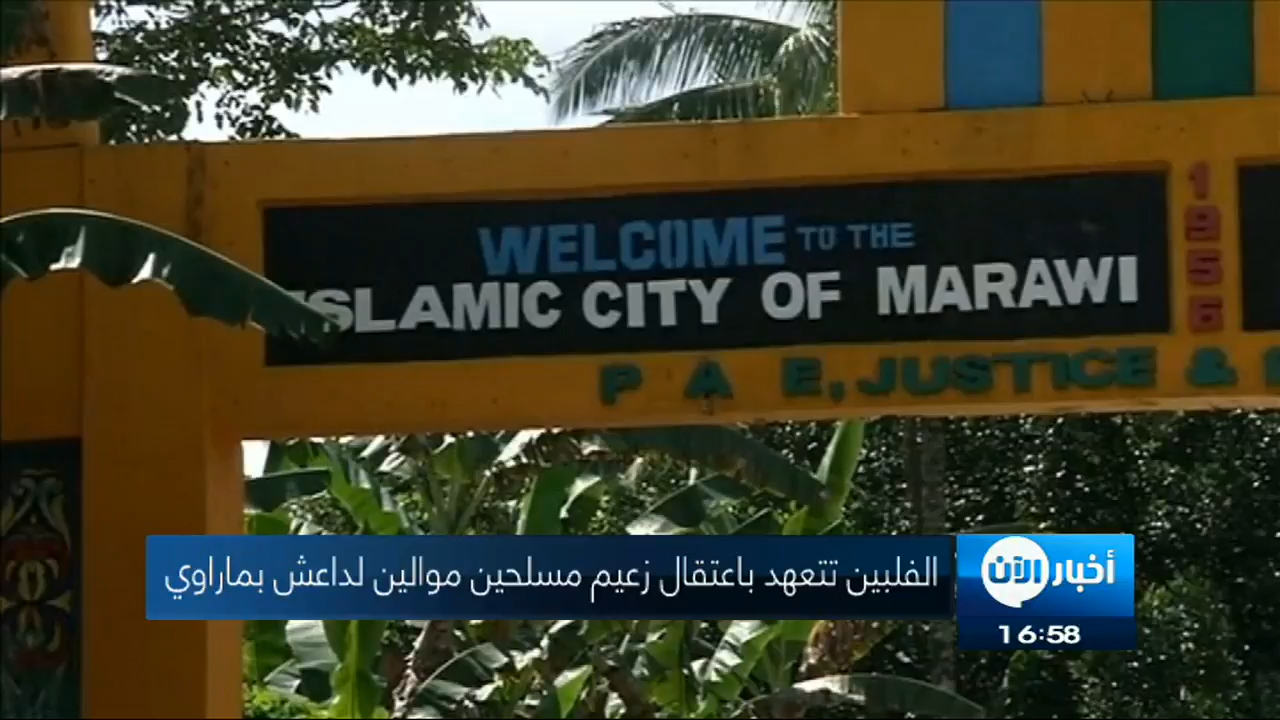 WELCOME TO THE
ISLAMIC CITY OF MARAWI
1956
P A E, JUSTICE &
الفلبين تتعهد باعتقال زعيم مسلحين موالين لداعش بماراوي
أخبار الآن
16:58